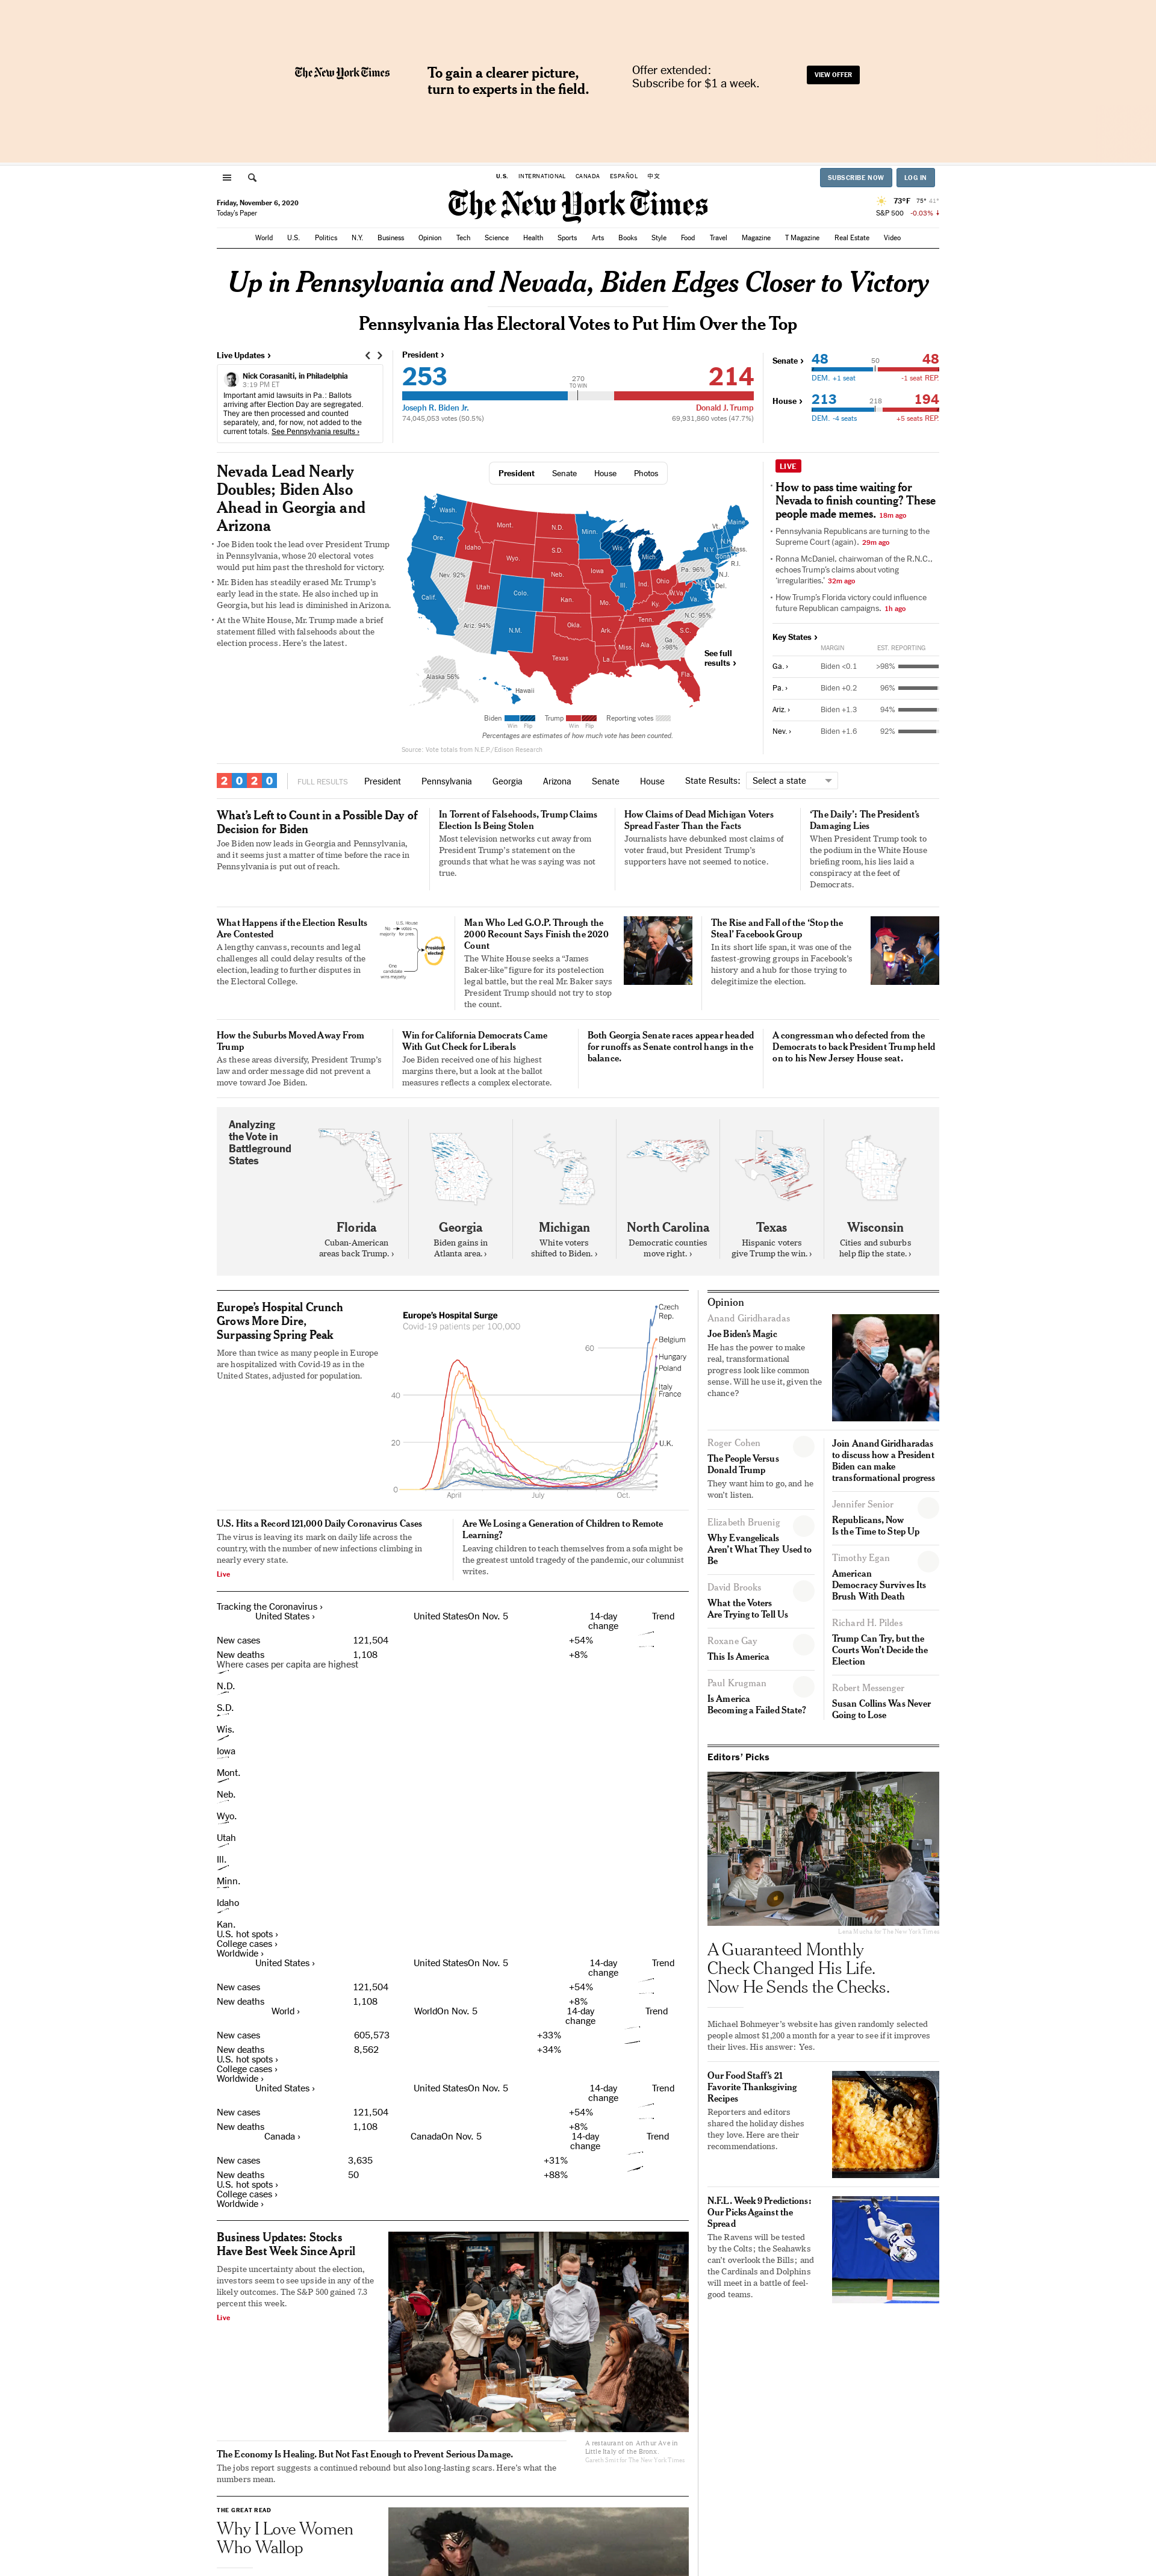 The New York Times
To gain a clearer picture,
turn to experts in the field.
Offer extended:
Subscribe for $1 a week.
VIEW OFFER
U.S.
INTERNATIONAL
CANADA
ESPAÑOL
中文
SUBSCRIBE NOW
LOG IN
Friday, November 6, 2020
Today's Paper
The New York Times
73°F 75° 41°
S&P 500 -0.03%
World U.S. Politics N.Y. Business Opinion Tech Science Health Sports Arts Books Style Food Travel Magazine T Magazine Real Estate Video
Up in Pennsylvania and Nevada, Biden Edges Closer to Victory
Pennsylvania Has Electoral Votes to Put Him Over the Top
Live Updates ›
Nick Corasaniti, in Philadelphia
3:19 PM ET
Important amid lawsuits in Pa.: Ballots
arriving after Election Day are segregated.
They are then processed and counted
separately, and, for now, not added to the
current totals. See Pennsylvania results ›
President ›
253
270
TO WIN
214
Joseph R. Biden Jr.
Donald J. Trump
74,045,053 votes (50.5%)
69,931,860 votes (47.7%)
Senate ›
48
50
48
DEM. +1 seat
-1 seat REP.
House ›
213
218
194
DEM. -4 seats
+5 seats REP.
Nevada Lead Nearly
Doubles; Biden Also
Ahead in Georgia and
Arizona
Joe Biden took the lead over President Trump
in Pennsylvania, whose 20 electoral votes
would put him past the threshold for victory.
Mr. Biden has steadily erased Mr. Trump's
early lead in the state. He also inched up in
Georgia, but his lead is diminished in Arizona.
At the White House, Mr. Trump made a brief
statement filled with falsehoods about the
election process. Here's the latest.
President Senate House Photos
Wash.
Ore.
Calif.
Nev. 92%
Idaho
Mont.
Wyo.
Utah
Ariz. 94%
Colo.
N.M.
N.D.
S.D.
Neb.
Kan.
Okla.
Texas
Minn.
Iowa
Mo.
Ark.
La.
Wis.
Ill.
Mich.
Ind.
Ohio
Ky.
Tenn.
Miss.
Ala.
Ga.
>98%
Fla.
S.C.
N.C. 95%
Va.
W.Va.
Pa. 96%
N.Y.
Vt.
N.H.
Maine
Mass.
Conn.
R.I.
N.J.
Del.
Alaska 56%
Hawaii
See full
results ›
Biden
Win Flip
Trump
Win Flip
Reporting votes
Percentages are estimates of how much vote has been counted.
Source: Vote totals from N.E.P./Edison Research
LIVE
How to pass time waiting for
Nevada to finish counting? These
people made memes. 18m ago
Pennsylvania Republicans are turning to the
Supreme Court (again). 29m ago
Ronna McDaniel, chairwoman of the R.N.C.,
echoes Trump's claims about voting
'irregularities.' 32m ago
How Trump's Florida victory could influence
future Republican campaigns. 1h ago
Key States ›
MARGIN
EST. REPORTING
Ga. › Biden <0.1 >98%
Pa. › Biden +0.2 96%
Ariz. › Biden +1.3 94%
Nev. › Biden +1.6 92%
2020
FULL RESULTS President Pennsylvania Georgia Arizona Senate House State Results: Select a state
What's Left to Count in a Possible Day of
Decision for Biden
Joe Biden now leads in Georgia and Pennsylvania,
and it seems just a matter of time before the race in
Pennsylvania is put out of reach.
In Torrent of Falsehoods, Trump Claims
Election Is Being Stolen
Most television networks cut away from
President Trump's statement on the
grounds that what he was saying was not
true.
How Claims of Dead Michigan Voters
Spread Faster Than the Facts
Journalists have debunked most claims of
voter fraud, but President Trump's
supporters have not seemed to notice.
'The Daily': The President's
Damaging Lies
When President Trump took to
the podium in the White House
briefing room, his lies laid a
conspiracy at the feet of
Democrats.
What Happens if the Election Results
Are Contested
A lengthy canvass, recounts and legal
challenges all could delay results of the
election, leading to further disputes in
the Electoral College.
U.S. House
votes
for pres.
No
majority
President
elected
One
candidate
wins majority.
Man Who Led G.O.P. Through the
2000 Recount Says Finish the 2020
Count
The White House seeks a “James
Baker-like” figure for its postelection
legal battle, but the real Mr. Baker says
President Trump should not try to stop
the count.
The Rise and Fall of the 'Stop the
Steal' Facebook Group
In its short life span, it was one of the
fastest-growing groups in Facebook's
history and a hub for those trying to
delegitimize the election.
How the Suburbs Moved Away From
Trump
As these areas diversify, President Trump's
law and order message did not prevent a
move toward Joe Biden.
Win for California Democrats Came
With Gut Check for Liberals
Joe Biden received one of his highest
margins there, but a look at the ballot
measures reflects a complex electorate.
Both Georgia Senate races appear headed
for runoffs as Senate control hangs in the
balance.
A congressman who defected from the
Democrats to back President Trump held
on to his New Jersey House seat.
Analyzing
the Vote in
Battleground
States
Florida
Cuban-American
areas back Trump. ›
Georgia
Biden gains in
Atlanta area. ›
Michigan
White voters
shifted to Biden. ›
North Carolina
Democratic counties
move right. ›
Texas
Hispanic voters
give Trump the win. ›
Wisconsin
Cities and suburbs
help flip the state. ›
Europe's Hospital Crunch
Grows More Dire,
Surpassing Spring Peak
More than twice as many people in Europe
are hospitalized with Covid-19 as in the
United States, adjusted for population.
Europe's Hospital Surge
Covid-19 patients per 100,000
Czech
Rep.
Belgium
Hungary
Poland
Italy
France
U.K.
60
40
20
0
April
July
Oct.
U.S. Hits a Record 121,000 Daily Coronavirus Cases
The virus is leaving its mark on daily life across the
country, with the number of new infections climbing in
nearly every state.
Live
Are We Losing a Generation of Children to Remote
Learning?
Leaving children to teach themselves from a sofa might be
the greatest untold tragedy of the pandemic, our columnist
writes.
Tracking the Coronavirus ›
United States › United StatesOn Nov. 5 14-day
change Trend
New cases 121,504 +54%
New deaths 1,108 +8%
Where cases per capita are highest
N.D.
S.D.
Wis.
Iowa
Mont.
Neb.
Wyo.
Utah
Ill.
Minn.
Idaho
Kan.
U.S. hot spots ›
College cases ›
Worldwide ›
United States › United StatesOn Nov. 5 14-day
change Trend
New cases 121,504 +54%
New deaths 1,108 +8%
World › WorldOn Nov. 5 14-day
change Trend
New cases 605,573 +33%
New deaths 8,562 +34%
U.S. hot spots ›
College cases ›
Worldwide ›
United States › United StatesOn Nov. 5 14-day
change Trend
New cases 121,504 +54%
New deaths 1,108 +8%
Canada › CanadaOn Nov. 5 14-day
change Trend
New cases 3,635 +31%
New deaths 50 +88%
U.S. hot spots ›
College cases ›
Worldwide ›
Business Updates: Stocks
Have Best Week Since April
Despite uncertainty about the election,
investors seem to see upside in any of the
likely outcomes. The S&P 500 gained 7.3
percent this week.
Live
A restaurant on Arthur Ave in
Little Italy of the Bronx.
Gareth Smit for The New York Times
The Economy Is Healing, But Not Fast Enough to Prevent Serious Damage.
The jobs report suggests a continued rebound but also long-lasting scars. Here's what the
numbers mean.
THE GREAT READ
Why I Love Women
Who Wallop
Opinion
Anand Giridharadas
Joe Biden's Magic
He has the power to make
real, transformational
progress look like common
sense. Will he use it, given the
chance?
Roger Cohen
The People Versus
Donald Trump
They want him to go, and he
won't listen.
Elizabeth Bruenig
Why Evangelicals
Aren't What They Used to
Be
David Brooks
What the Voters
Are Trying to Tell Us
Roxane Gay
This Is America
Paul Krugman
Is America
Becoming a Failed State?
Join Anand Giridharadas
to discuss how a President
Biden can make
transformational progress
Jennifer Senior
Republicans, Now
Is the Time to Step Up
Timothy Egan
American
Democracy Survives Its
Brush With Death
Richard H. Pildes
Trump Can Try, but the
Courts Won't Decide the
Election
Robert Messenger
Susan Collins Was Never
Going to Lose
Editors' Picks
Lena Mucha for The New York Times
A Guaranteed Monthly
Check Changed His Life.
Now He Sends the Checks.
Michael Bohmeyer's website has given randomly selected
people almost $1,200 a month for a year to see if it improves
their lives. His answer: Yes.
Our Food Staff's 21
Favorite Thanksgiving
Recipes
Reporters and editors
shared the holiday dishes
they love. Here are their
recommendations.
N.F.L. Week 9 Predictions:
Our Picks Against the
Spread
The Ravens will be tested
by the Colts; the Seahawks
can't overlook the Bills; and
the Cardinals and Dolphins
will meet in a battle of feel-
good teams.